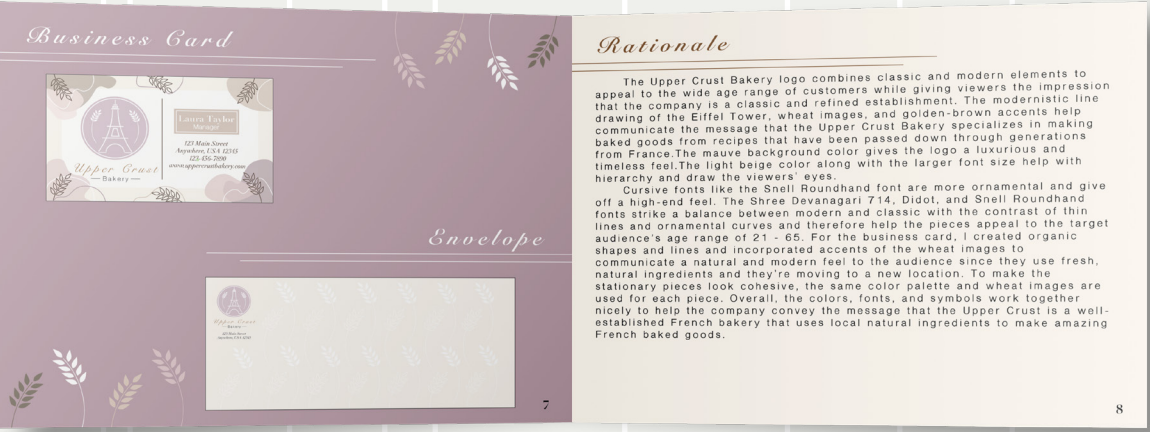 Business Card
Upper Crust
Bakery
Laura Taylor
Manager
123 Main Street
Anywhere, USA 12345
123-456-7890
www.uppercrustbakery.com
Envelope
Upper Crust
Bakery
7
Rationale
The Upper Crust Bakery logo combines classic and modern elements to
appeal to the wide age range of customers while giving viewers the impression
that the company is a classic and refined establishment. The modernistic line
drawing of the Eiffel Tower, wheat images, and golden-brown accents help
communicate the message that the Upper Crust Bakery specializes in making
baked goods from recipes that have been passed down through generations
from France.The mauve background color gives the logo a luxurious and
timeless feel.The light beige color along with the larger font size help with
hierarchy and draw the viewers' eyes.
Cursive fonts like the Snell Roundhand font are more ornamental and give
off a high-end feel. The Shree Devanagari 714, Didot, and Snell Roundhand
fonts strike a balance between modern and classic with the contrast of thin
lines and ornamental curves and therefore help the pieces appeal to the target
audience's age range of 21 - 65. For the business card, I created organic
shapes and lines and incorporated accents of the wheat images to
communicate a natural and modern feel to the audience since they use fresh,
natural ingredients and they're moving to a new location. To make the
stationary pieces look cohesive, the same color palette and wheat images are
used for each piece. Overall, the colors, fonts, and symbols work together
nicely to help the company convey the message that the Upper Crust is a well-
established French bakery that uses local natural ingredients to make amazing
French baked goods.
8